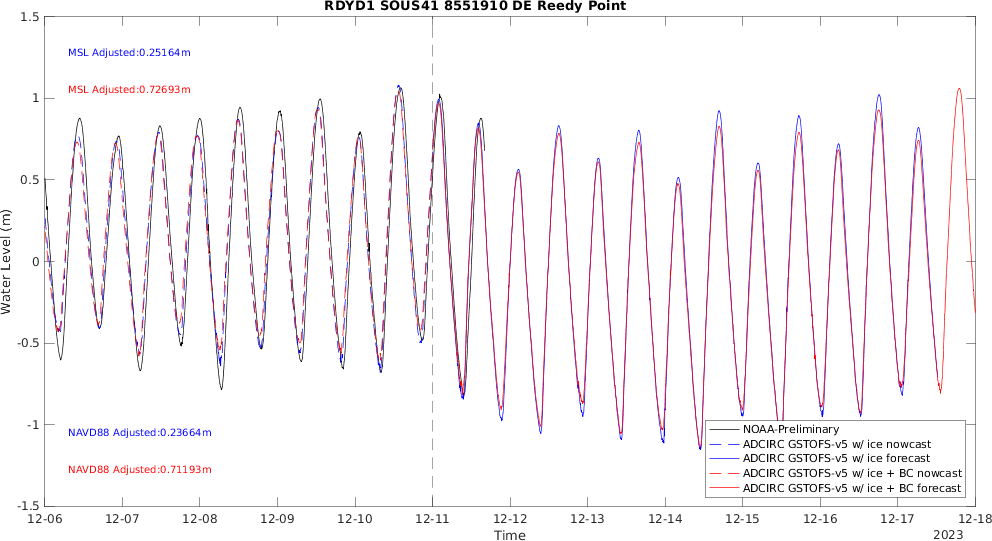 RDYD1 SOUS41 8551910 DE Reedy Point
1.5
MSL Adjusted:0.25164m
MSL Adjusted:0.72693m
1
0.5
0
-0.5
-1
-1.5
Water Level (m)
NAVD88 Adjusted:0.23664m
NAVD88 Adjusted:0.71193m
NOAA-Preliminary
ADCIRC GSTOFS-v5 w/ ice nowcast
ADCIRC GSTOFS-v5 w/ ice forecast
ADCIRC GSTOFS-v5 w/ ice + BC nowcast
ADCIRC GSTOFS-v5 w/ ice + BC forecast
12-06 12-07 12-08 12-09 12-10 12-11 12-12 12-13 12-14 12-15 12-16 12-17 12-18
Time
2023